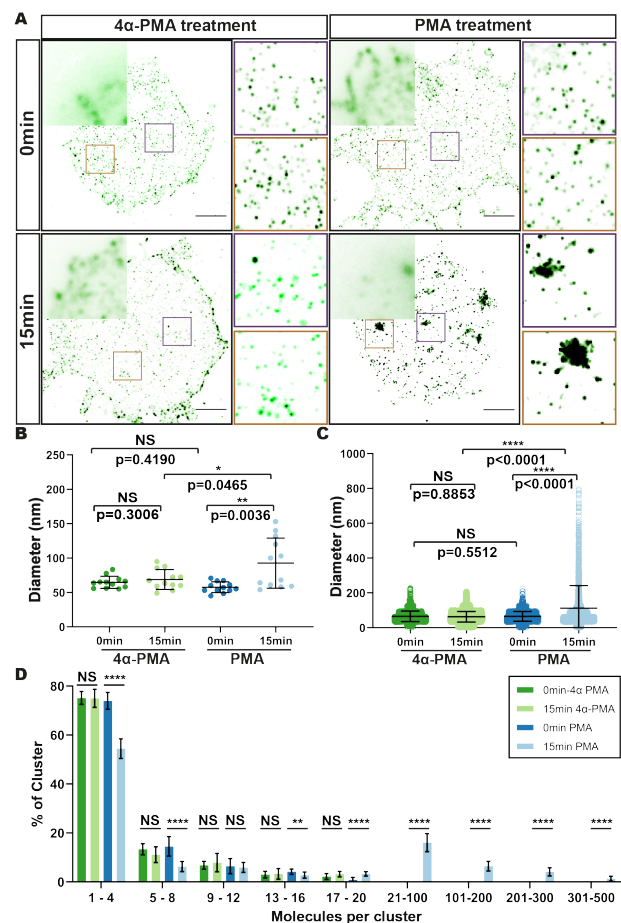 A
4α-PMA treatment
PMA treatment
0min
15min
B
NS
p=0.4190
*
p=0.0465
NS
p=0.3006
**
p=0.0036
Diameter (nm)
250
200
150
100
50
0
0min
15min
0min
15min
4α-PMA
PMA
C
****
p<0.0001
NS
p=0.8853
****
p<0.0001
NS
p=0.5512
Diameter (nm)
1000
800
600
400
200
0
0min
15min
0min
15min
4α-PMA
PMA
D
0min-4α PMA
15min 4α-PMA
0min PMA
15min PMA
% of Cluster
80
60
40
20
0
NS ****
NS ****
NS NS
NS **
NS ****
****
****
****
****
1 - 4
5 - 8
9 - 12
13 - 16
17 - 20
21-100
101-200
201-300
301-500
Molecules per cluster